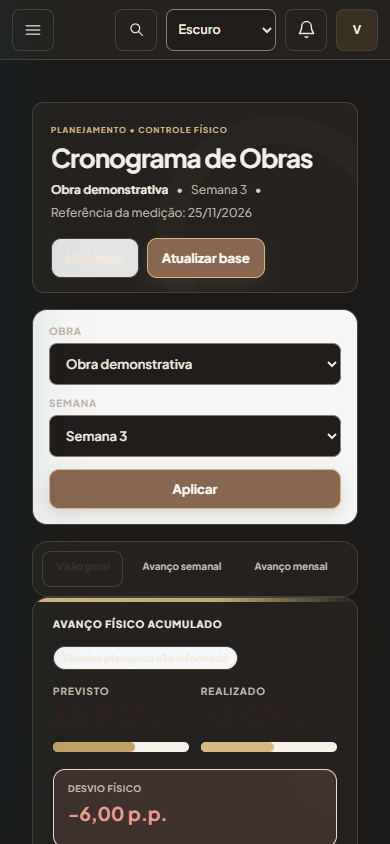 Escuro
V
PLANEJAMENTO • CONTROLE FÍSICO
Cronograma de Obras
Obra demonstrativa • Semana 3 •
Referência da medição: 25/11/2026
Histórico
Atualizar base
OBRA
Obra demonstrativa
SEMANA
Semana 3
Aplicar
Visão geral
Avanço semanal
Avanço mensal
AVANÇO FÍSICO ACUMULADO
Término planejado não informado
PREVISTO
REALIZADO
DESVIO FÍSICO
-6,00 p.p.